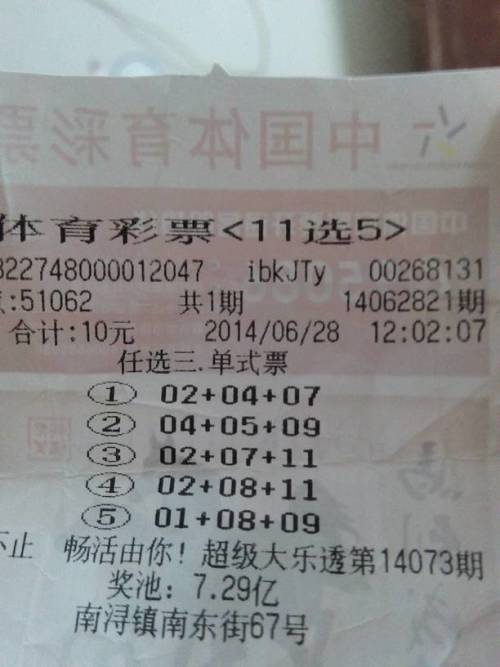 中国体育彩票
体育彩票<11选5>
822748000012047 ibkJTy 00268131
:51062 共1期 14062821期
合计:10元 2014/06/28 12:02:07
任选三.单式票
① 02+04+07
② 04+05+09
③ 02+07+11
④ 02+08+11
⑤ 01+08+09
不止 畅活由你！超级大乐透第14073期
奖池：7.29亿
南浔镇南东街67号